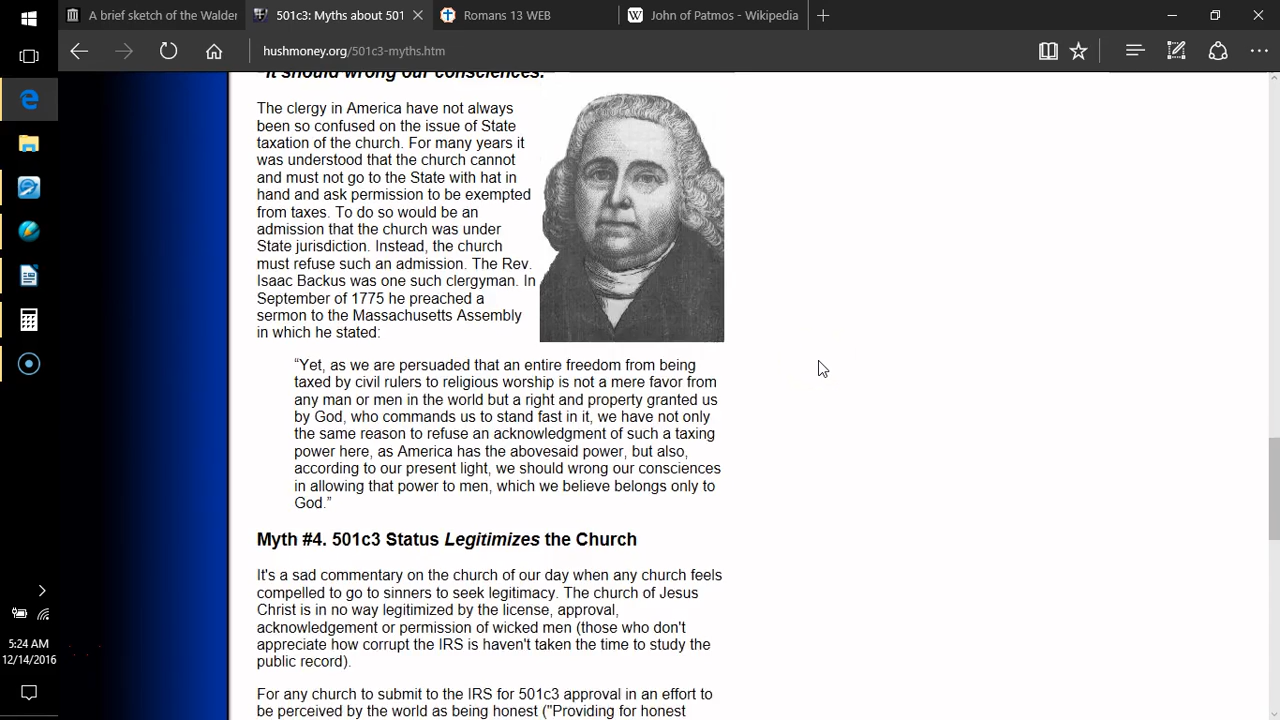 A brief sketch of the Walder
501c3: Myths about 501
Romans 13 WEB
John of Patmos - Wikipedia
hushmoney.org/501c3-myths.htm
"It should wrong our consciences."
The clergy in America have not always
been so confused on the issue of State
taxation of the church. For many years it
was understood that the church cannot
and must not go to the State with hat in
hand and ask permission to be exempted
from taxes. To do so would be an
admission that the church was under
State jurisdiction. Instead, the church
must refuse such an admission. The Rev.
Isaac Backus was one such clergyman. In
September of 1775 he preached a
sermon to the Massachusetts Assembly
in which he stated:
“Yet, as we are persuaded that an entire freedom from being
taxed by civil rulers to religious worship is not a mere favor from
any man or men in the world but a right and property granted us
by God, who commands us to stand fast in it, we have not only
the same reason to refuse an acknowledgment of such a taxing
power here, as America has the abovesaid power, but also,
according to our present light, we should wrong our consciences
in allowing that power to men, which we believe belongs only to
God.”
Myth #4. 501c3 Status Legitimizes the Church
It's a sad commentary on the church of our day when any church feels
compelled to go to sinners to seek legitimacy. The church of Jesus
Christ is in no way legitimized by the license, approval,
acknowledgement or permission of wicked men (those who don't
appreciate how corrupt the IRS is haven't taken the time to study the
public record).
For any church to submit to the IRS for 501c3 approval in an effort to
be perceived by the world as being honest ("Providing for honest
5:24 AM
12/14/2016